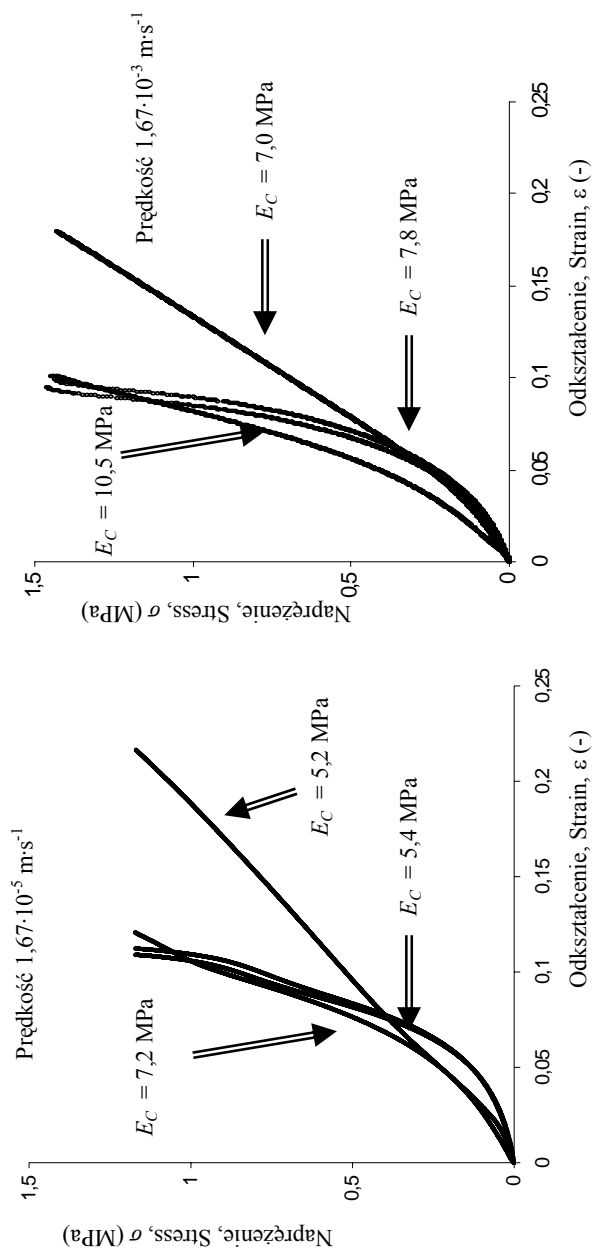 Prędkość 1,67·10⁻⁵ m·s⁻¹
Naprężenie, Stress, σ (MPa)
1,5
1
0,5
0
E_C = 7,2 MPa
E_C = 5,2 MPa
E_C = 5,4 MPa
0
0,05
0,1
0,15
0,2
0,25
Odkształcenie, Strain, ε (-)
Prędkość 1,67·10⁻³ m·s⁻¹
Naprężenie, Stress, σ (MPa)
1,5
1
0,5
0
E_C = 10,5 MPa
E_C = 7,0 MPa
E_C = 7,8 MPa
0
0,05
0,1
0,15
0,2
0,25
Odkształcenie, Strain, ε (-)